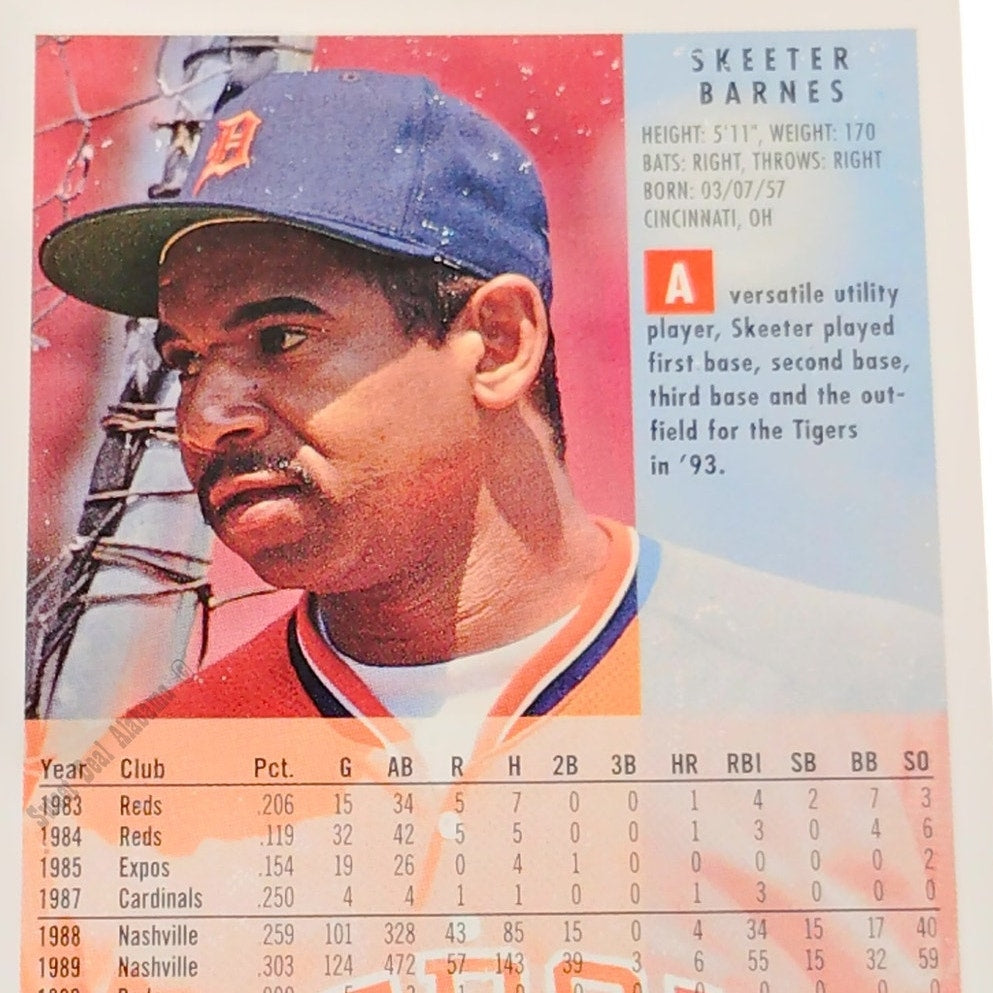 D
SKEETER
BARNES
HEIGHT: 5'11", WEIGHT: 170
BATS: RIGHT, THROWS: RIGHT
BORN: 03/07/57
CINCINNATI, OH
A versatile utility
player, Skeeter played
first base, second base,
third base and the out-
field for the Tigers
in '93.
Year Club Pct. G AB R H 2B 3B HR RBI SB BB SO
1983 Reds .206 15 34 5 7 0 0 1 4 2 7 3
1984 Reds .119 32 42 5 5 0 0 1 3 0 4 6
1985 Expos .154 19 26 0 4 1 0 0 0 0 0 2
1987 Cardinals .250 4 4 1 1 0 0 1 3 0 0 0
1988 Nashville .259 101 328 43 85 15 0 4 34 15 17 40
1989 Nashville .303 124 472 57 143 39 3 6 55 15 32 59